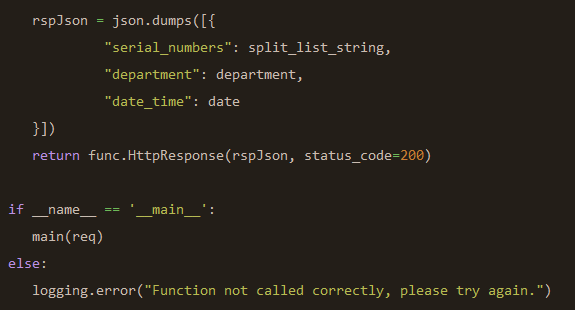 rspJson = json.dumps([{
"serial_numbers": split_list_string,
"department": department,
"date_time": date
}])
return func.HttpResponse(rspJson, status_code=200)
if __name__ == '__main__':
main(req)
else:
logging.error("Function not called correctly, please try again.")